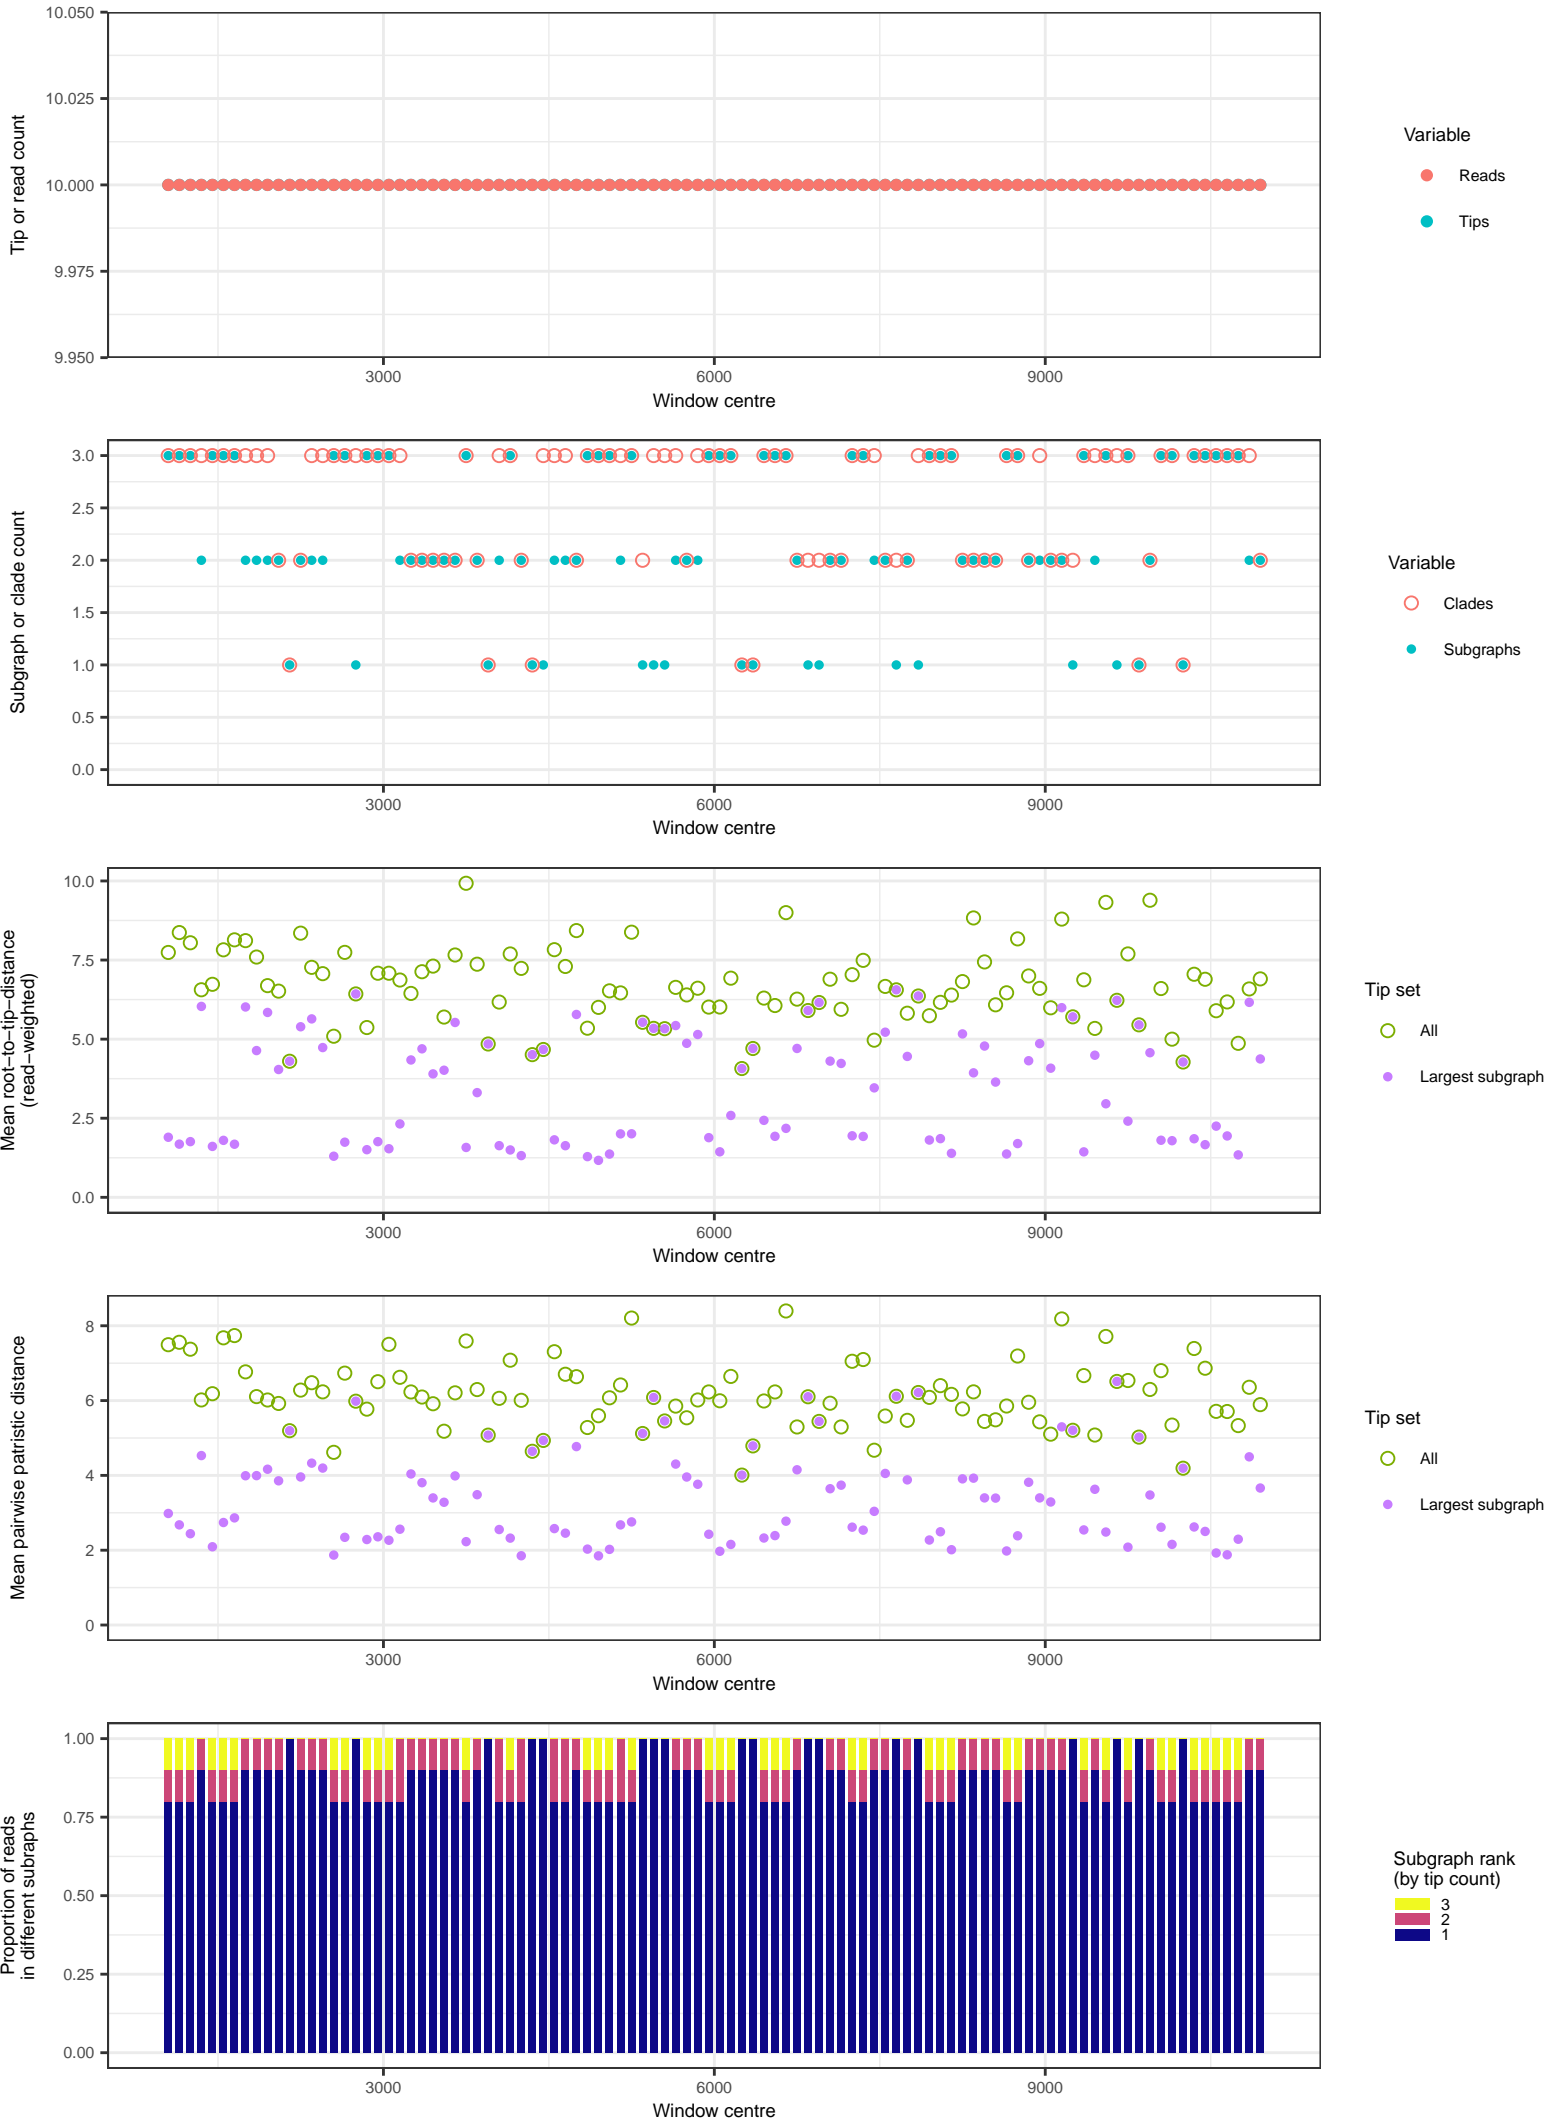 10.050
10.025
10.000
9.975
9.950
Tip or read count
3000 6000 9000
Window centre
Variable
Reads
Tips
3.0
2.5
2.0
1.5
1.0
0.5
0.0
Subgraph or clade count
3000 6000 9000
Window centre
Variable
Clades
Subgraphs
10.0
7.5
5.0
2.5
0.0
Mean root−to−tip−distance
(read−weighted)
3000 6000 9000
Window centre
Tip set
All
Largest subgraph
8
6
4
2
0
Mean pairwise patristic distance
3000 6000 9000
Window centre
Tip set
All
Largest subgraph
1.00
0.75
0.50
0.25
0.00
Proportion of reads
in different subraphs
3000 6000 9000
Window centre
Subgraph rank
(by tip count)
3
2
1